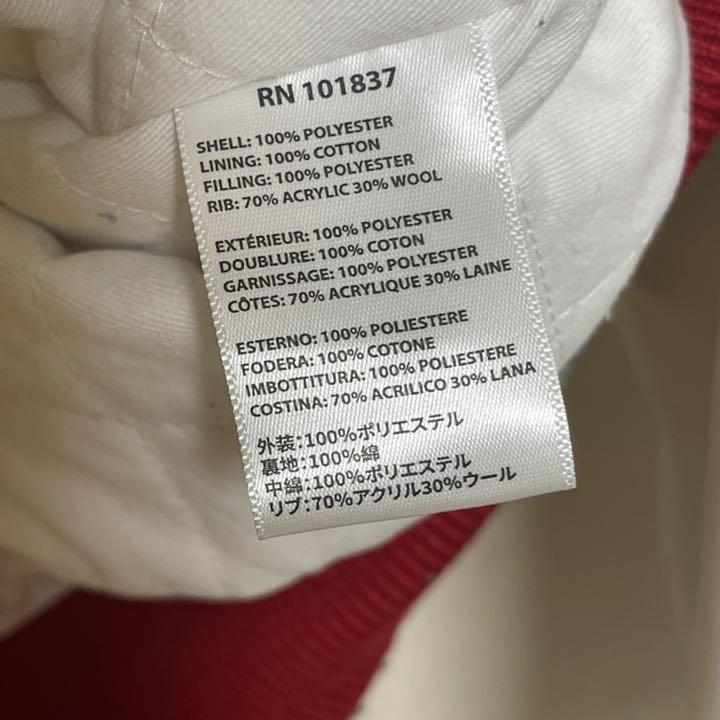 RN 101837
SHELL: 100% POLYESTER
LINING: 100% COTTON
FILLING: 100% POLYESTER
RIB: 70% ACRYLIC 30% WOOL
EXTÉRIEUR: 100% POLYESTER
DOUBLURE: 100% COTON
GARNISSAGE: 100% POLYESTER
CÔTES: 70% ACRYLIQUE 30% LAINE
ESTERNO: 100% POLIESTERE
FODERA: 100% COTONE
IMBOTTITURA: 100% POLIESTERE
COSTINA: 70% ACRILICO 30% LANA
外装:100%ポリエステル
裏地:100%綿
中綿:100%ポリエステル
リブ:70%アクリル30%ウール